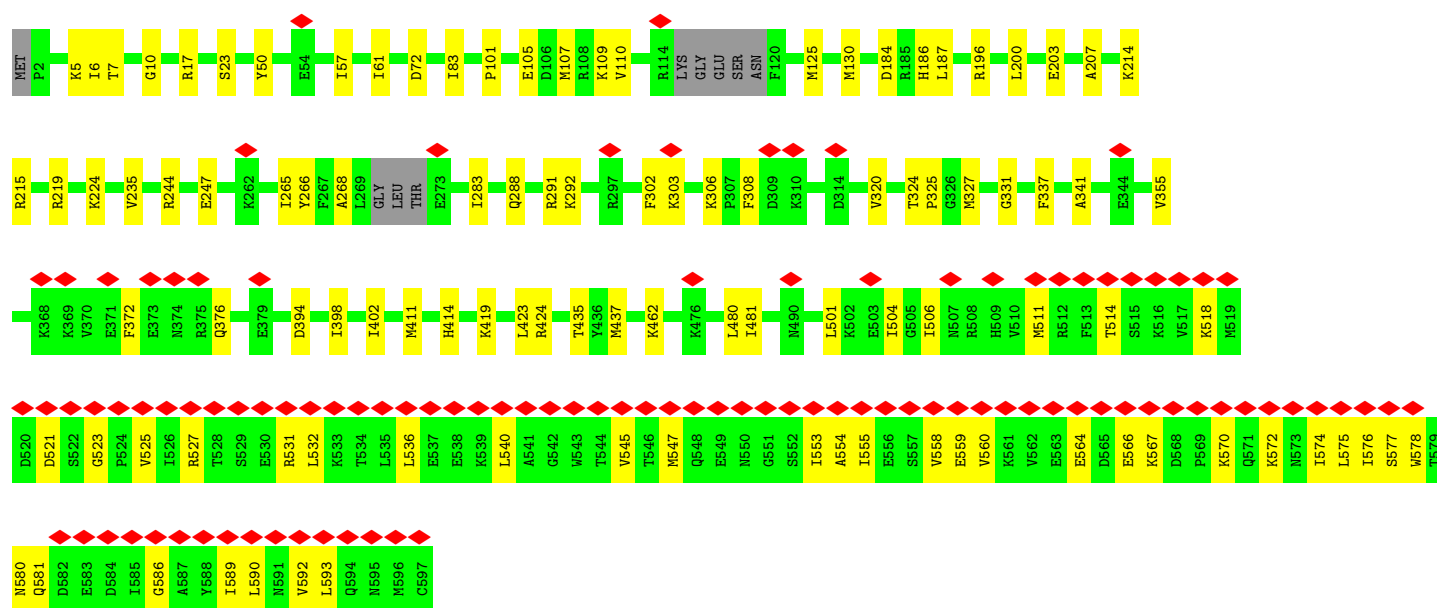 MET P2 K5 I6 T7 G10 R17 S23 Y50 E54 I57 I61 D72 I83 P101 E105 D106 M107 R108 K109 V110 R114 LYS GLY GLU SER ASN F120 M125 M130 D184 R185 H186 L187 R196 L200 E203 A207 K214
R215 R219 K224 V235 R244 E247 K262 I265 Y266 F267 A268 L269 GLY LEU THR E273 I283 Q288 R291 K292 R297 F302 K303 K306 P307 F308 D309 K310 D314 V320 T324 P325 G326 M327 G331 F337 A341 E344 V355
K368 K369 V370 E371 F372 E373 N374 R375 Q376 E379 D394 I398 I402 M411 H414 K419 L423 R424 T435 Y436 M437 K462 K476 L480 I481 N490 L501 K502 E503 I504 G505 I506 N507 R508 H509 V510 M511 R512 F513 T514 S515 K516 V517 K518 M519
D520 D521 S522 G523 P524 V525 I526 R527 T528 S529 E530 R531 L532 K533 T534 L535 L536 E537 E538 K539 L540 A541 G542 W543 T544 V545 T546 M547 Q548 E549 N550 G551 S552 I553 A554 I555 E556 S557 V558 E559 V560 K561 V562 E563 E564 D565 E566 K567 D568 P569 K570 Q571 K572 N573 I574 L575 I576 S577 W578 T579
N580 Q581 D582 E583 D584 I585 G586 A587 Y588 I589 L590 N591 V592 L593 Q594 N595 M596 C597